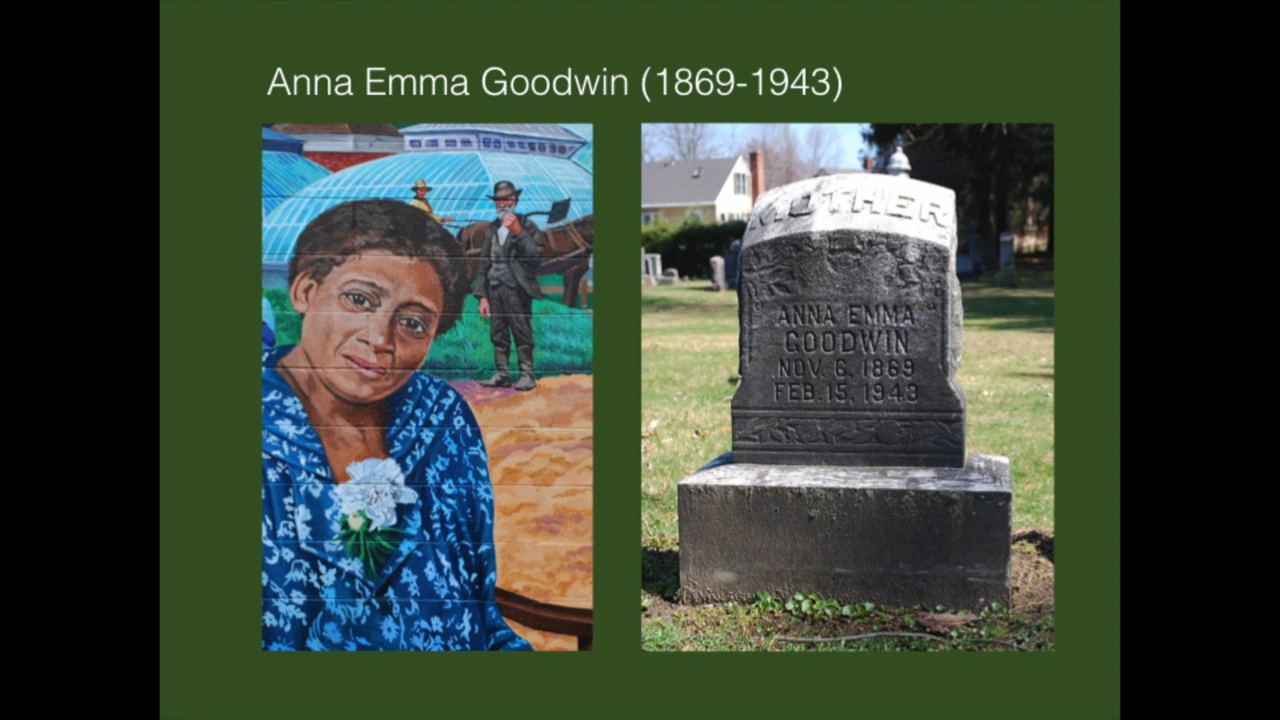 Anna Emma Goodwin (1869-1943)
MOTHER
ANNA EMMA
GOODWIN
NOV. 6, 1869
FEB. 15, 1943